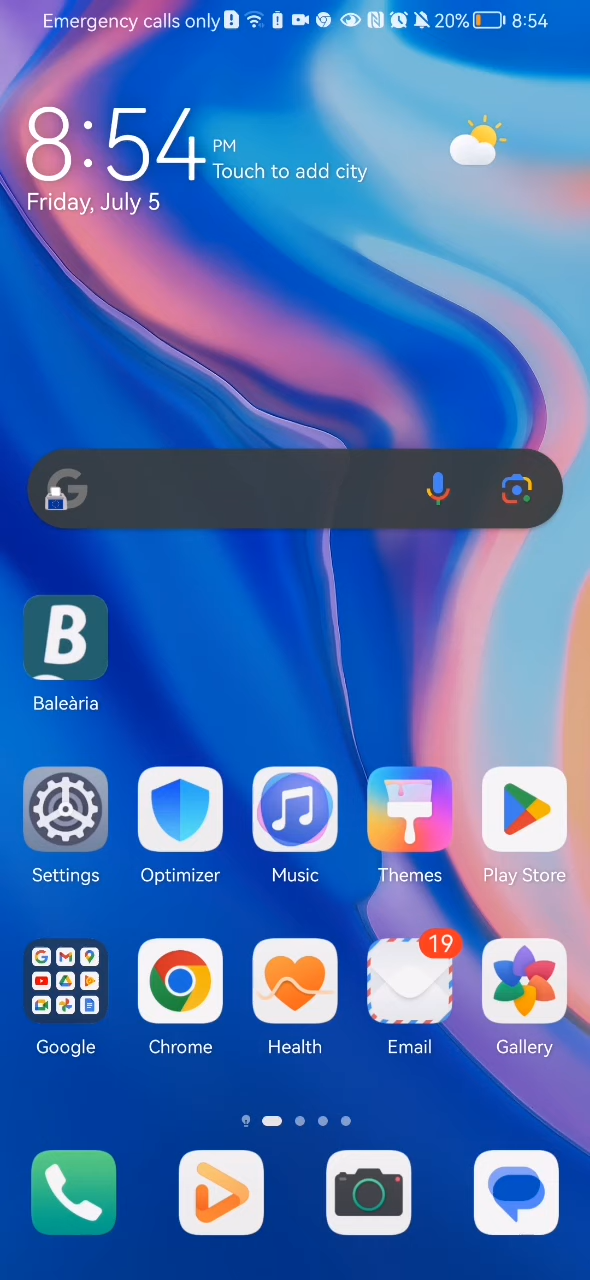 Emergency calls only 20% 8:54
8:54 PM
Touch to add city
Friday, July 5
G
B
Baleària
Settings Optimizer Music Themes Play Store
19
Google Chrome Health Email Gallery